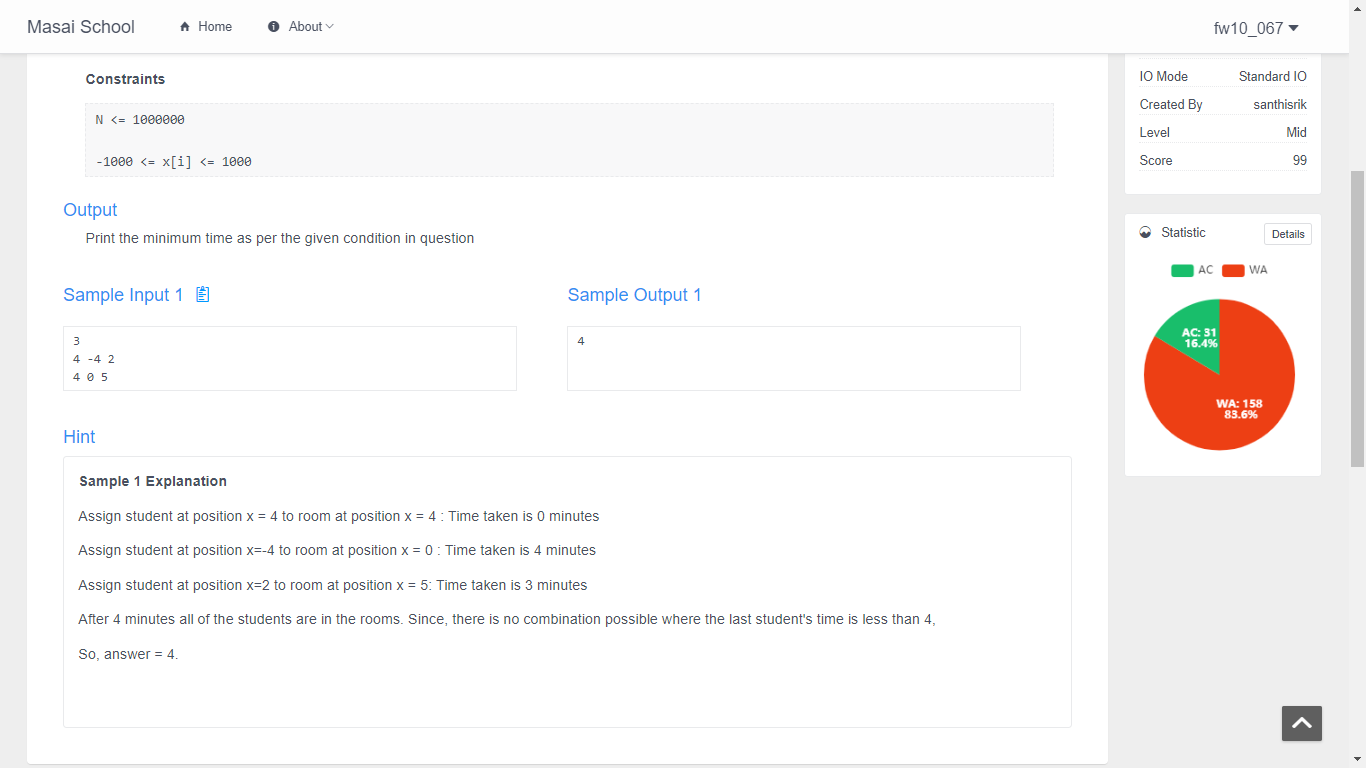 Masai School
Home
About
fw10_067
Constraints
N <= 1000000
-1000 <= x[i] <= 1000
Output
Print the minimum time as per the given condition in question
Sample Input 1
3
4 -4 2
4 0 5
Sample Output 1
4
Hint
Sample 1 Explanation
Assign student at position x = 4 to room at position x = 4 : Time taken is 0 minutes
Assign student at position x=-4 to room at position x = 0 : Time taken is 4 minutes
Assign student at position x=2 to room at position x = 5: Time taken is 3 minutes
After 4 minutes all of the students are in the rooms. Since, there is no combination possible where the last student's time is less than 4,
So, answer = 4.
IO Mode Standard IO
Created By santhisrik
Level Mid
Score 99
Statistic
Details
AC WA
AC: 31
16.4%
WA: 158
83.6%